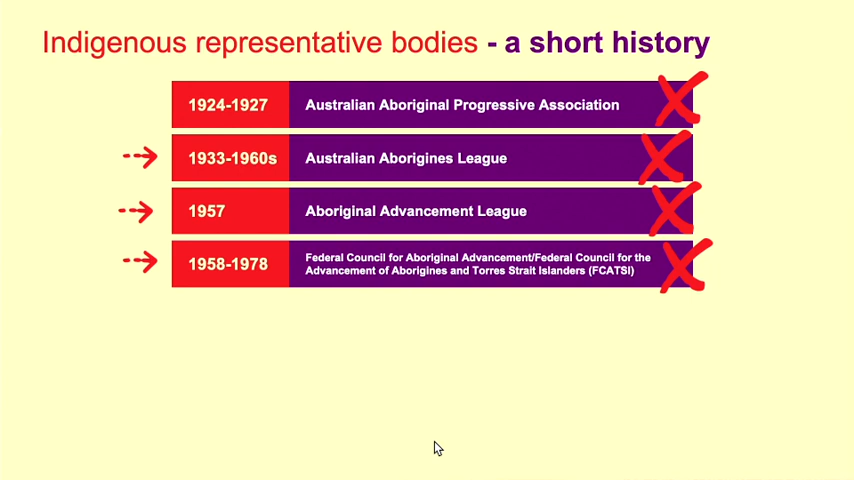 Indigenous representative bodies - a short history
1924-1927 Australian Aboriginal Progressive Association
1933-1960s Australian Aborigines League
1957 Aboriginal Advancement League
1958-1978 Federal Council for Aboriginal Advancement/Federal Council for the
Advancement of Aborigines and Torres Strait Islanders (FCATSI)